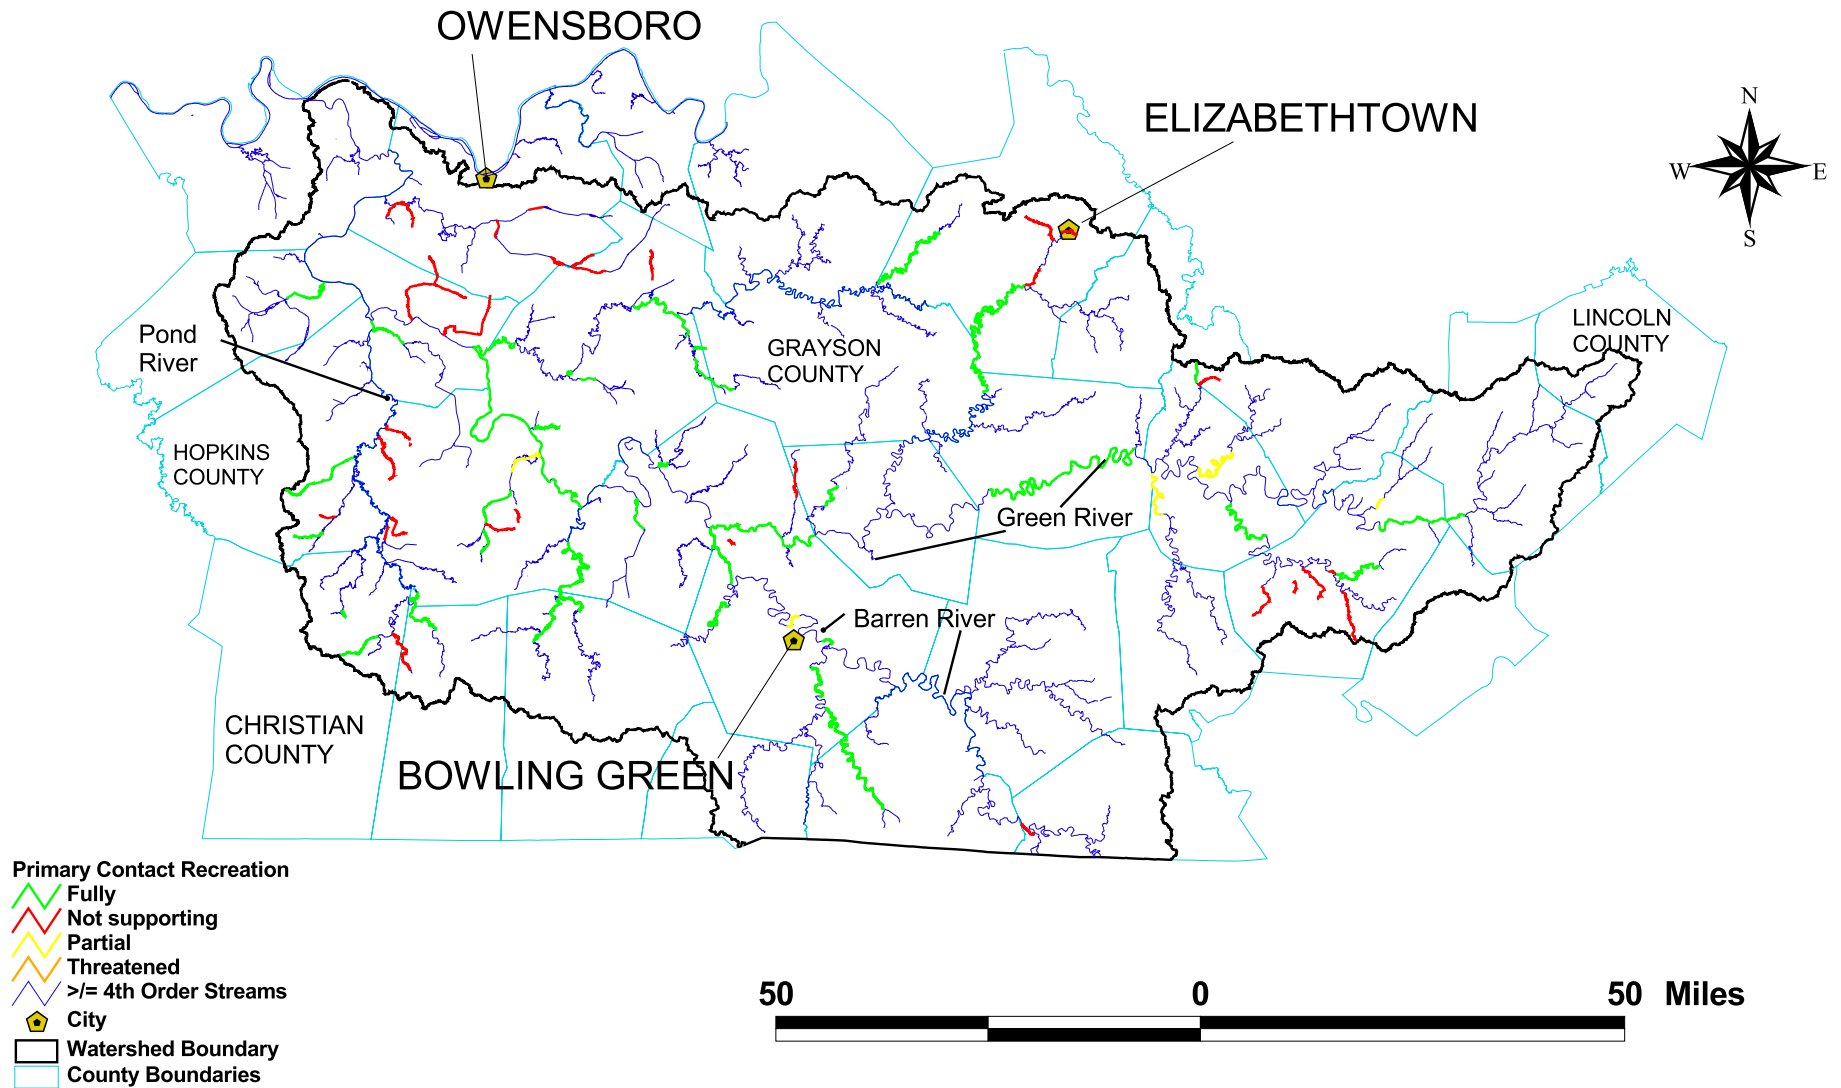 OWENSBORO
ELIZABETHTOWN
N
W
E
S
Pond
River
LINCOLN
COUNTY
GRAYSON
COUNTY
HOPKINS
COUNTY
Green River
Barren River
CHRISTIAN
COUNTY
BOWLING GREEN
Primary Contact Recreation
Fully
Not supporting
Partial
Threatened
>/= 4th Order Streams
City
Watershed Boundary
County Boundaries
50 0 50 Miles